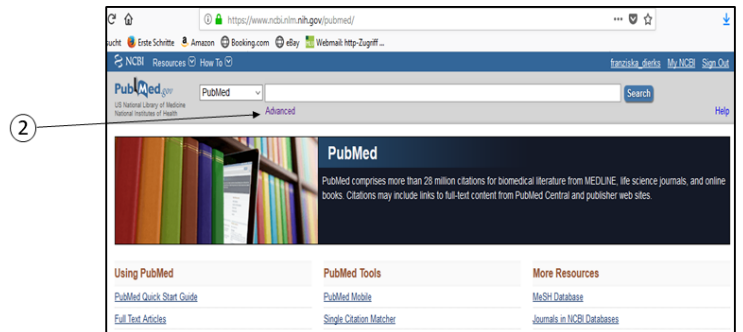 https://www.ncbi.nlm.nih.gov/pubmed/
sucht Erste Schritte Amazon Booking.com eBay Webmail: http-Zugriff ...
NCBI Resources How To franziska_dierks My NCBI Sign Out
PubMed.gov PubMed Search
US National Library of Medicine
National Institutes of Health
Advanced Help
2
PubMed
PubMed comprises more than 28 million citations for biomedical literature from MEDLINE, life science journals, and online
books. Citations may include links to full-text content from PubMed Central and publisher web sites.
Using PubMed PubMed Tools More Resources
PubMed Quick Start Guide PubMed Mobile MeSH Database
Full Text Articles Single Citation Matcher Journals in NCBI Databases